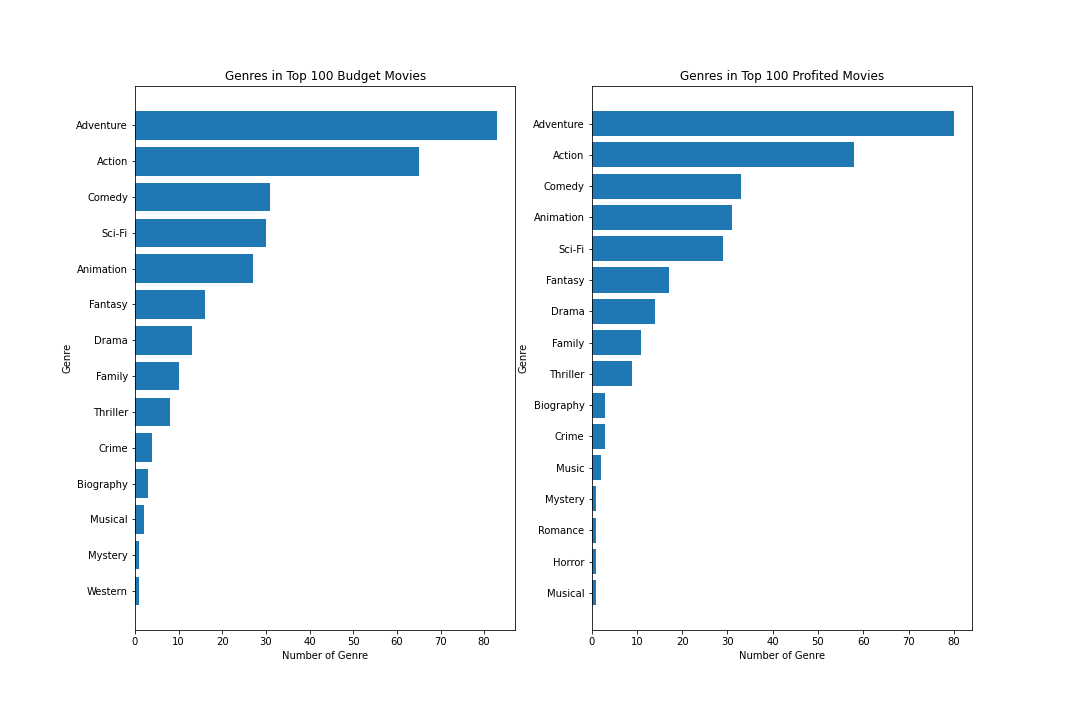 Genres in Top 100 Budget Movies
Genre
Adventure
Action
Comedy
Sci-Fi
Animation
Fantasy
Drama
Family
Thriller
Crime
Biography
Musical
Mystery
Western
0 10 20 30 40 50 60 70 80
Number of Genre
Genres in Top 100 Profited Movies
Genre
Adventure
Action
Comedy
Animation
Sci-Fi
Fantasy
Drama
Family
Thriller
Biography
Crime
Music
Mystery
Romance
Horror
Musical
0 10 20 30 40 50 60 70 80
Number of Genre